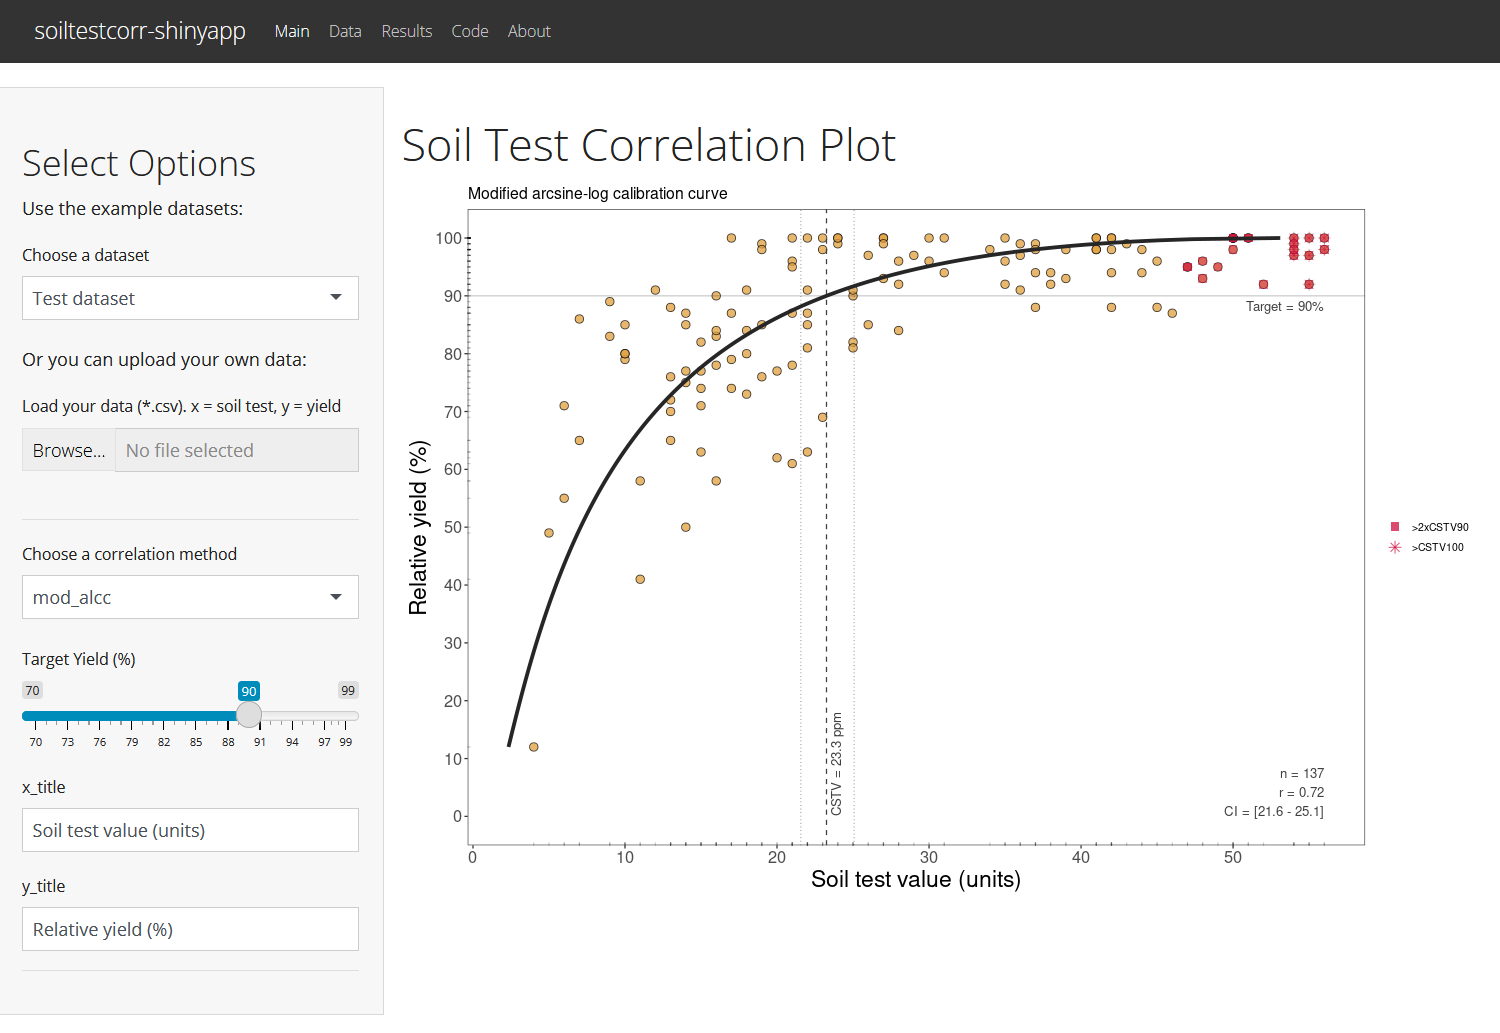 soiltestcorr-shinyapp Main Data Results Code About
Select Options
Use the example datasets:
Choose a dataset
Test dataset
Or you can upload your own data:
Load your data (*.csv). x = soil test, y = yield
Browse... No file selected
Choose a correlation method
mod_alcc
Target Yield (%)
70 90 99
70 73 76 79 82 85 88 91 94 97 99
x_title
Soil test value (units)
y_title
Relative yield (%)
Soil Test Correlation Plot
Modified arcsine-log calibration curve
Relative yield (%)
100
90
80
70
60
50
40
30
20
10
0
Target = 90%
CSTV = 23.3 ppm
n = 137
r = 0.72
CI = [21.6 - 25.1]
0 10 20 30 40 50
Soil test value (units)
>2xCSTV90
>CSTV100